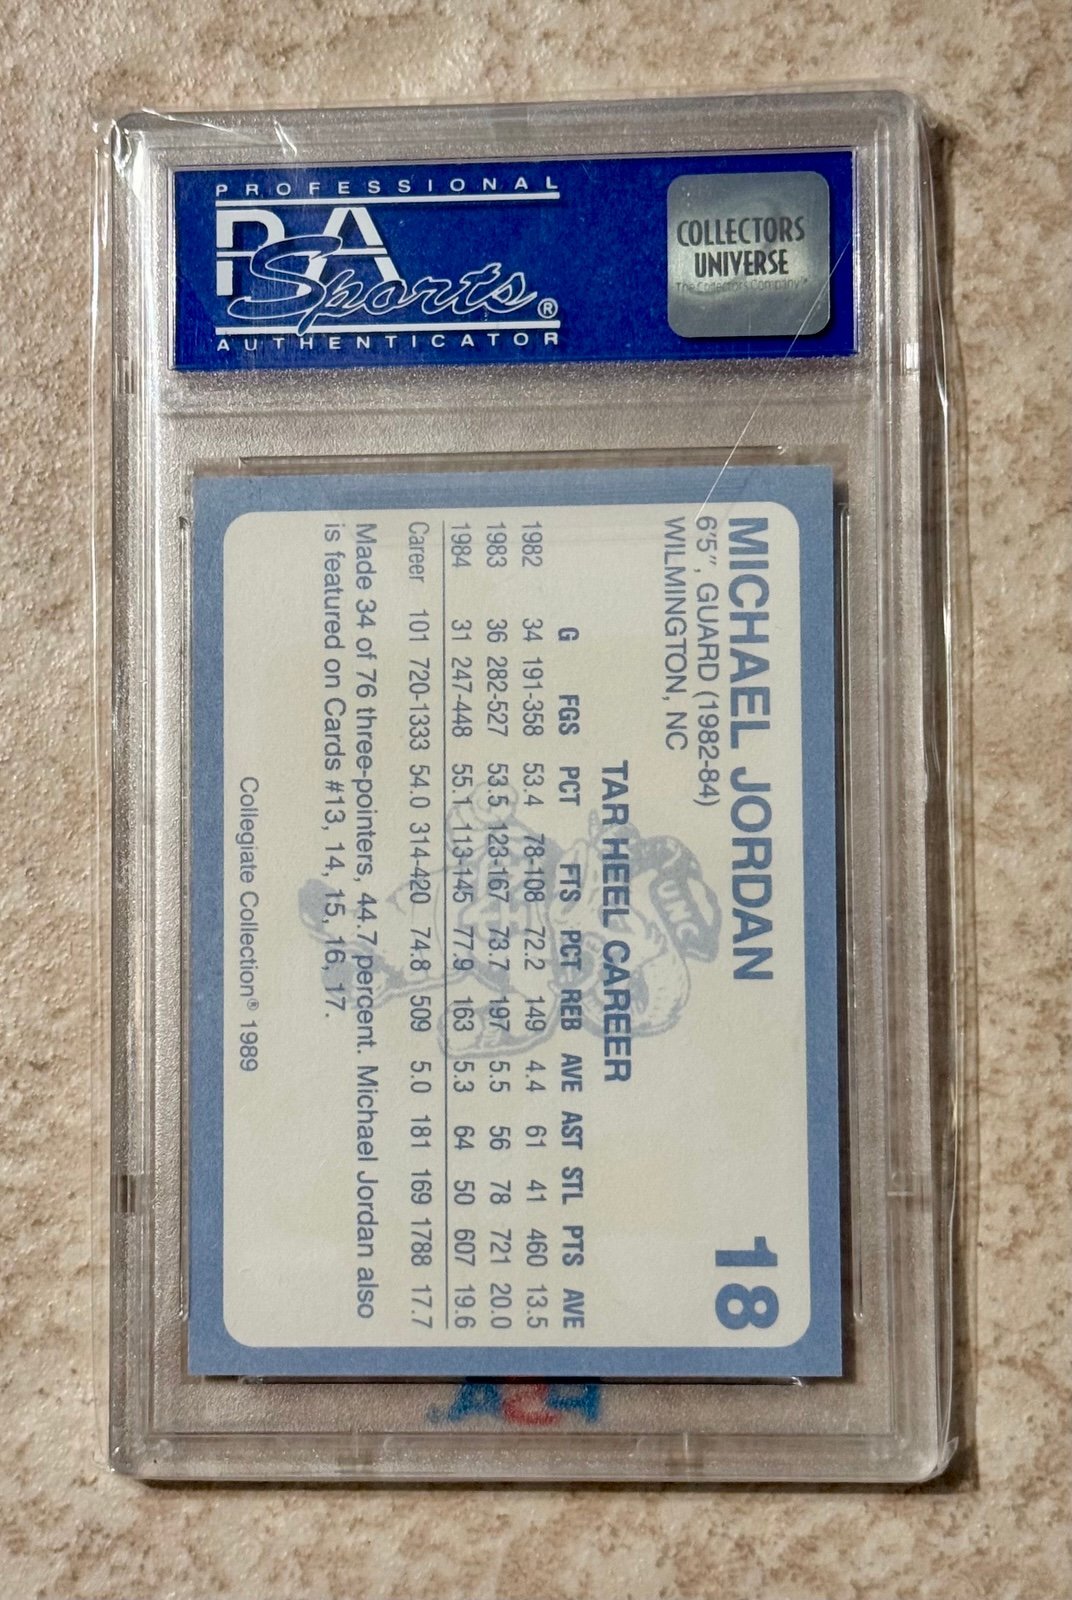 PROFESSIONAL
PSA
Sports®
AUTHENTICATOR
COLLECTORS
UNIVERSE
The Collectors Company™
MICHAEL JORDAN 18
6'5", GUARD (1982-84)
WILMINGTON, NC
UNC
TAR HEEL CAREER
G FGS PCT FTS PCT REB AVE AST STL PTS AVE
1982 34 191-358 53.4 78-108 72.2 149 4.4 61 41 460 13.5
1983 36 282-527 53.5 123-167 73.7 197 5.5 56 78 721 20.0
1984 31 247-448 55.1 113-145 77.9 163 5.3 64 50 607 19.6
Career 101 720-1333 54.0 314-420 74.8 509 5.0 181 169 1788 17.7
Made 34 of 76 three-pointers, 44.7 percent. Michael Jordan also
is featured on Cards #13, 14, 15, 16, 17.
Collegiate Collection® 1989
PSA